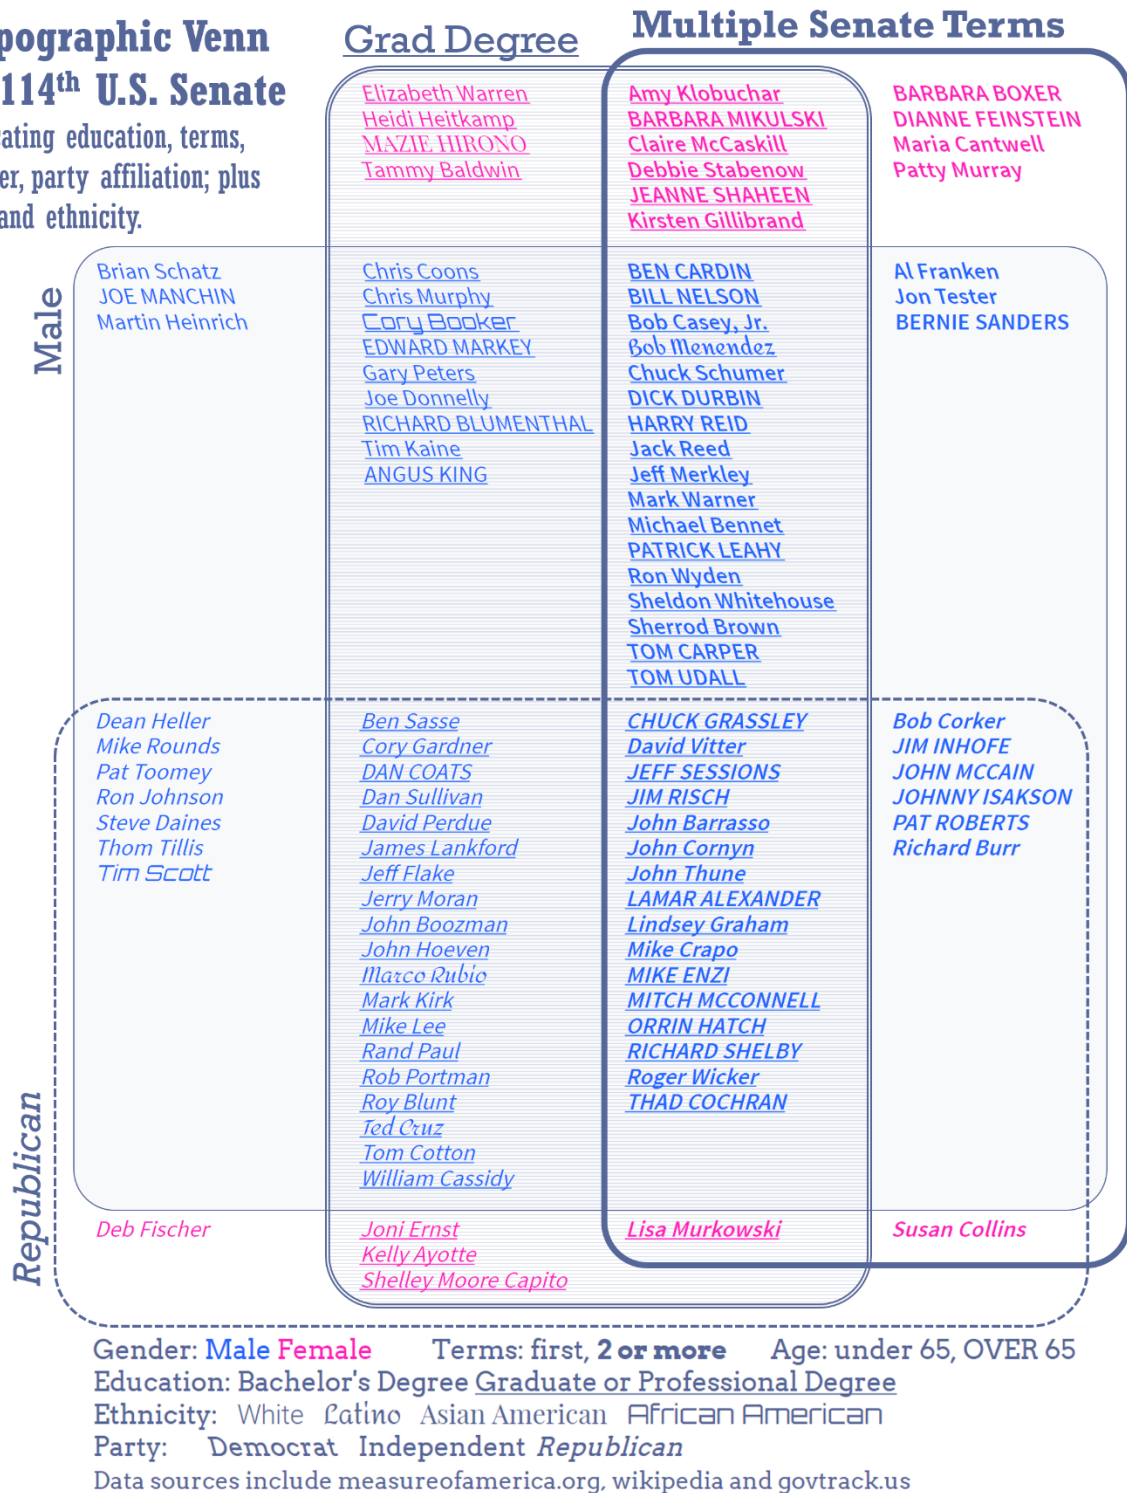 pographic Venn
114th U.S. Senate
ating education, terms,
er, party affiliation; plus
and ethnicity.
Grad Degree
Multiple Senate Terms
Elizabeth Warren
Heidi Heitkamp
MAZIE HIRONO
Tammy Baldwin
Amy Klobuchar
BARBARA MIKULSKI
Claire McCaskill
Debbie Stabenow
JEANNE SHAHEEN
Kirsten Gillibrand
BARBARA BOXER
DIANNE FEINSTEIN
Maria Cantwell
Patty Murray
Male
Brian Schatz
JOE MANCHIN
Martin Heinrich
Chris Coons
Chris Murphy
Cory Booker
EDWARD MARKEY
Gary Peters
Joe Donnelly
RICHARD BLUMENTHAL
Tim Kaine
ANGUS KING
BEN CARDIN
BILL NELSON
Bob Casey, Jr.
Bob Menendez
Chuck Schumer
DICK DURBIN
HARRY REID
Jack Reed
Jeff Merkley
Mark Warner
Michael Bennet
PATRICK LEAHY
Ron Wyden
Sheldon Whitehouse
Sherrod Brown
TOM CARPER
TOM UDALL
Al Franken
Jon Tester
BERNIE SANDERS
Republican
Dean Heller
Mike Rounds
Pat Toomey
Ron Johnson
Steve Daines
Thom Tillis
Tim Scott
Ben Sasse
Cory Gardner
DAN COATS
Dan Sullivan
David Perdue
James Lankford
Jeff Flake
Jerry Moran
John Boozman
John Hoeven
Marco Rubio
Mark Kirk
Mike Lee
Rand Paul
Rob Portman
Roy Blunt
Ted Cruz
Tom Cotton
William Cassidy
CHUCK GRASSLEY
David Vitter
JEFF SESSIONS
JIM RISCH
John Barrasso
John Cornyn
John Thune
LAMAR ALEXANDER
Lindsey Graham
Mike Crapo
MIKE ENZI
MITCH MCCONNELL
ORRIN HATCH
RICHARD SHELBY
Roger Wicker
THAD COCHRAN
Bob Corker
JIM INHOFE
JOHN MCCAIN
JOHNNY ISAKSON
PAT ROBERTS
Richard Burr
Deb Fischer
Joni Ernst
Kelly Ayotte
Shelley Moore Capito
Lisa Murkowski
Susan Collins
Gender: Male Female Terms: first, 2 or more Age: under 65, OVER 65
Education: Bachelor's Degree Graduate or Professional Degree
Ethnicity: White Latino Asian American African American
Party: Democrat Independent Republican
Data sources include measureofamerica.org, wikipedia and govtrack.us